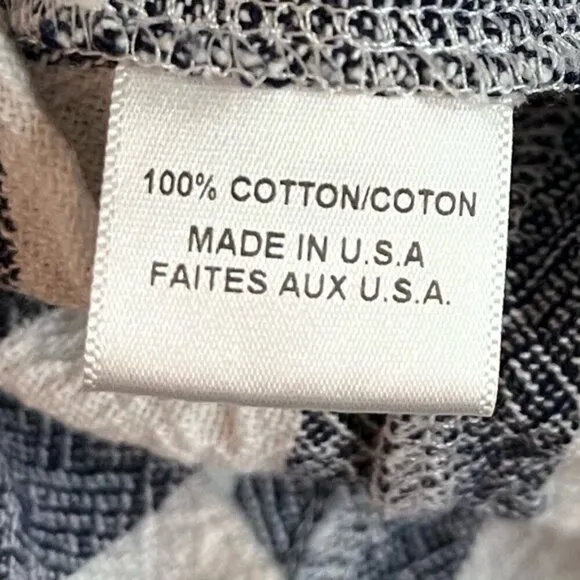 100% COTTON/COTON
MADE IN U.S.A
FAITES AUX U.S.A.